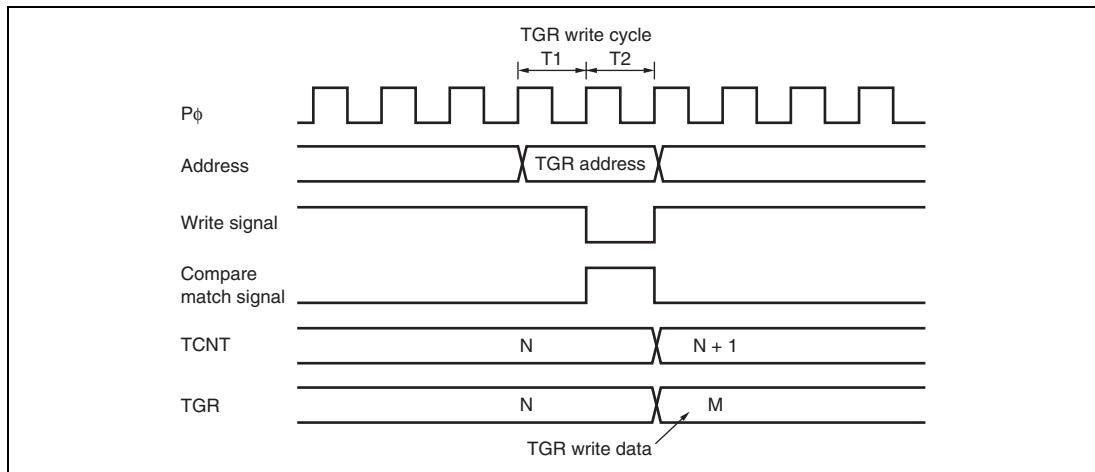 TGR write cycle
T1 T2
Pϕ
Address TGR address
Write signal
Compare
match signal
TCNT N N + 1
TGR N M
TGR write data